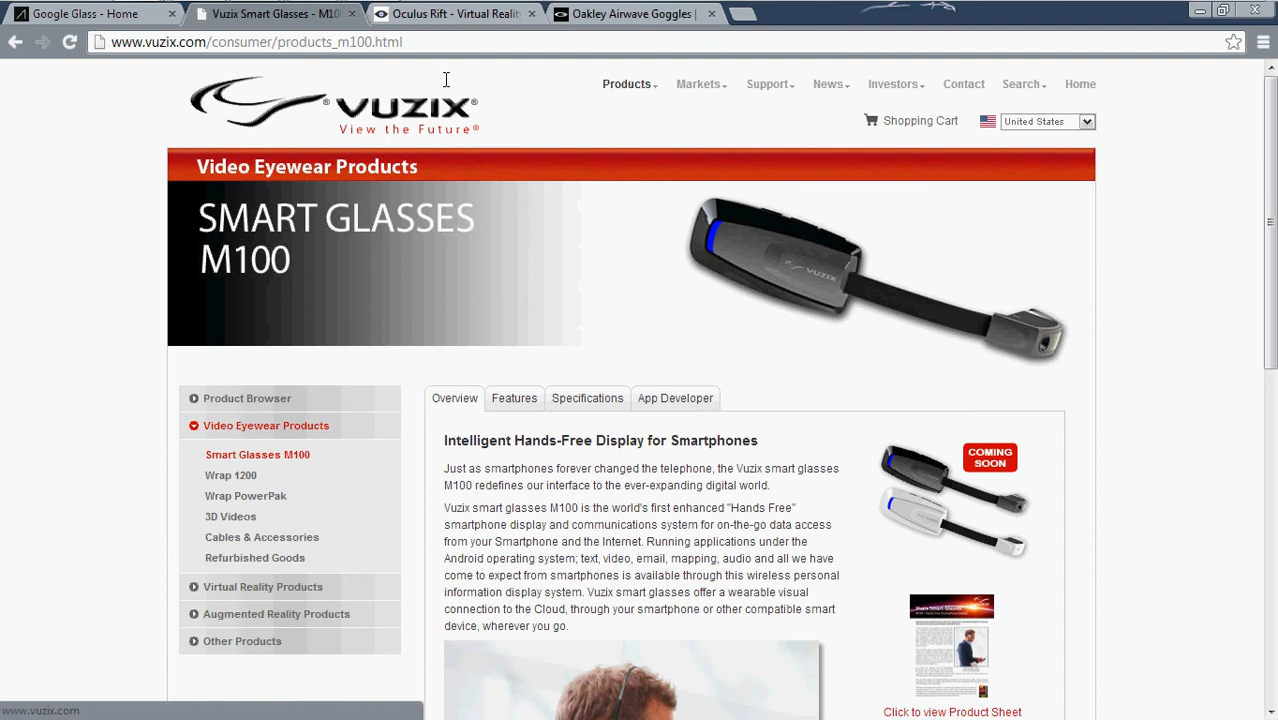 Google Glass - Home
Vuzix Smart Glasses - M10
Oculus Rift - Virtual Realit
Oakley Airwave Goggles |
www.vuzix.com/consumer/products_m100.html
VUZIX
View the Future®
Products
Markets
Support
News
Investors
Contact
Search
Home
Shopping Cart
United States
Video Eyewear Products
SMART GLASSES
M100
VUZIX
Product Browser
Video Eyewear Products
Smart Glasses M100
Wrap 1200
Wrap PowerPak
3D Videos
Cables & Accessories
Refurbished Goods
Virtual Reality Products
Augmented Reality Products
Other Products
Overview
Features
Specifications
App Developer
Intelligent Hands-Free Display for Smartphones
Just as smartphones forever changed the telephone, the Vuzix smart glasses
M100 redefines our interface to the ever-expanding digital world.
Vuzix smart glasses M100 is the world's first enhanced "Hands Free"
smartphone display and communications system for on-the-go data access
from your Smartphone and the Internet. Running applications under the
Android operating system; text, video, email, mapping, audio and all we have
come to expect from smartphones is available through this wireless personal
information display system. Vuzix smart glasses offer a wearable visual
connection to the Cloud, through your smartphone or other compatible smart
device, wherever you go.
COMING
SOON
Vuzix Smart Glasses
Click to view Product Sheet
www.vuzix.com